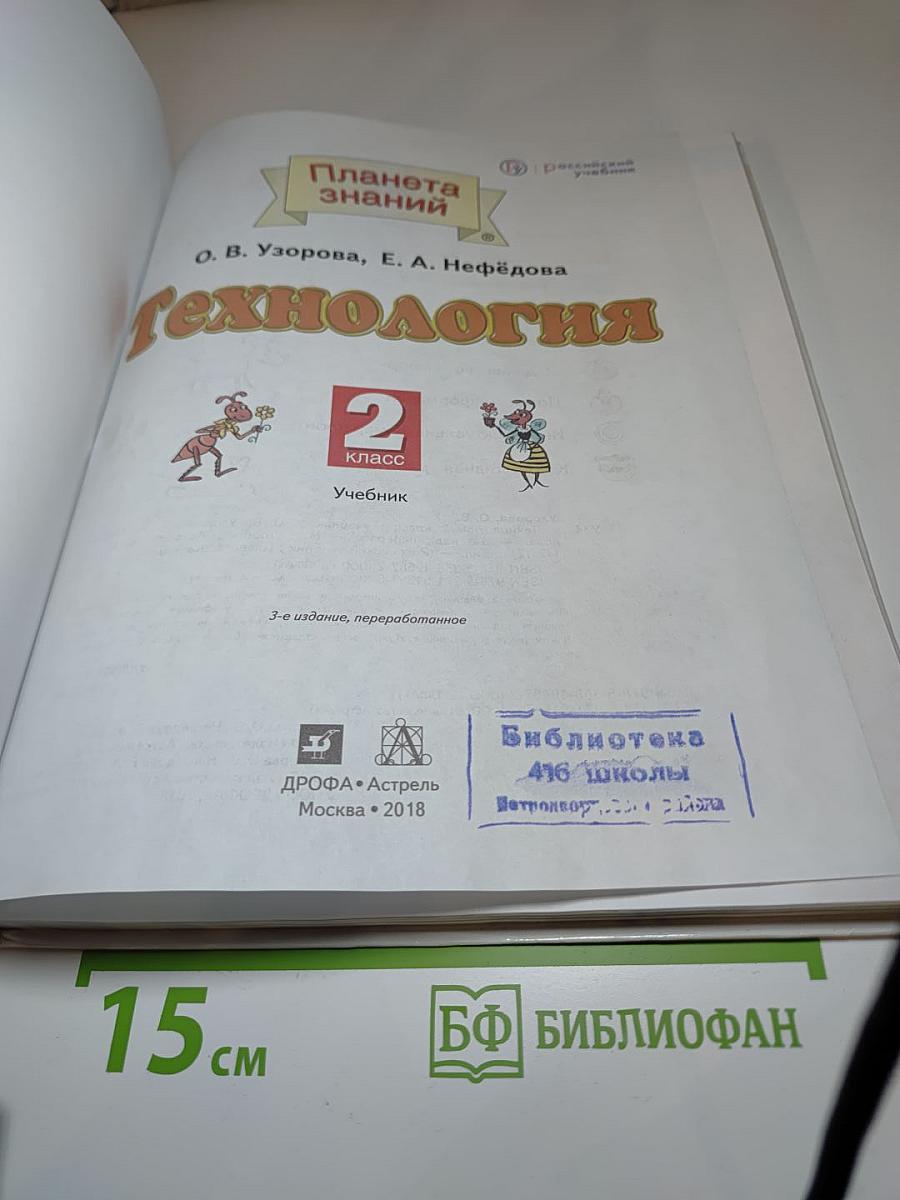 Планета
знаний
®
российский
учебник
О. В. Узорова, Е. А. Нефёдова
Технология
2
класс
Учебник
3-е издание, переработанное
ДРОФА • Астрель
Москва • 2018
Библиотека
416 школы
района
15 см
БФ БИБЛИОФАН